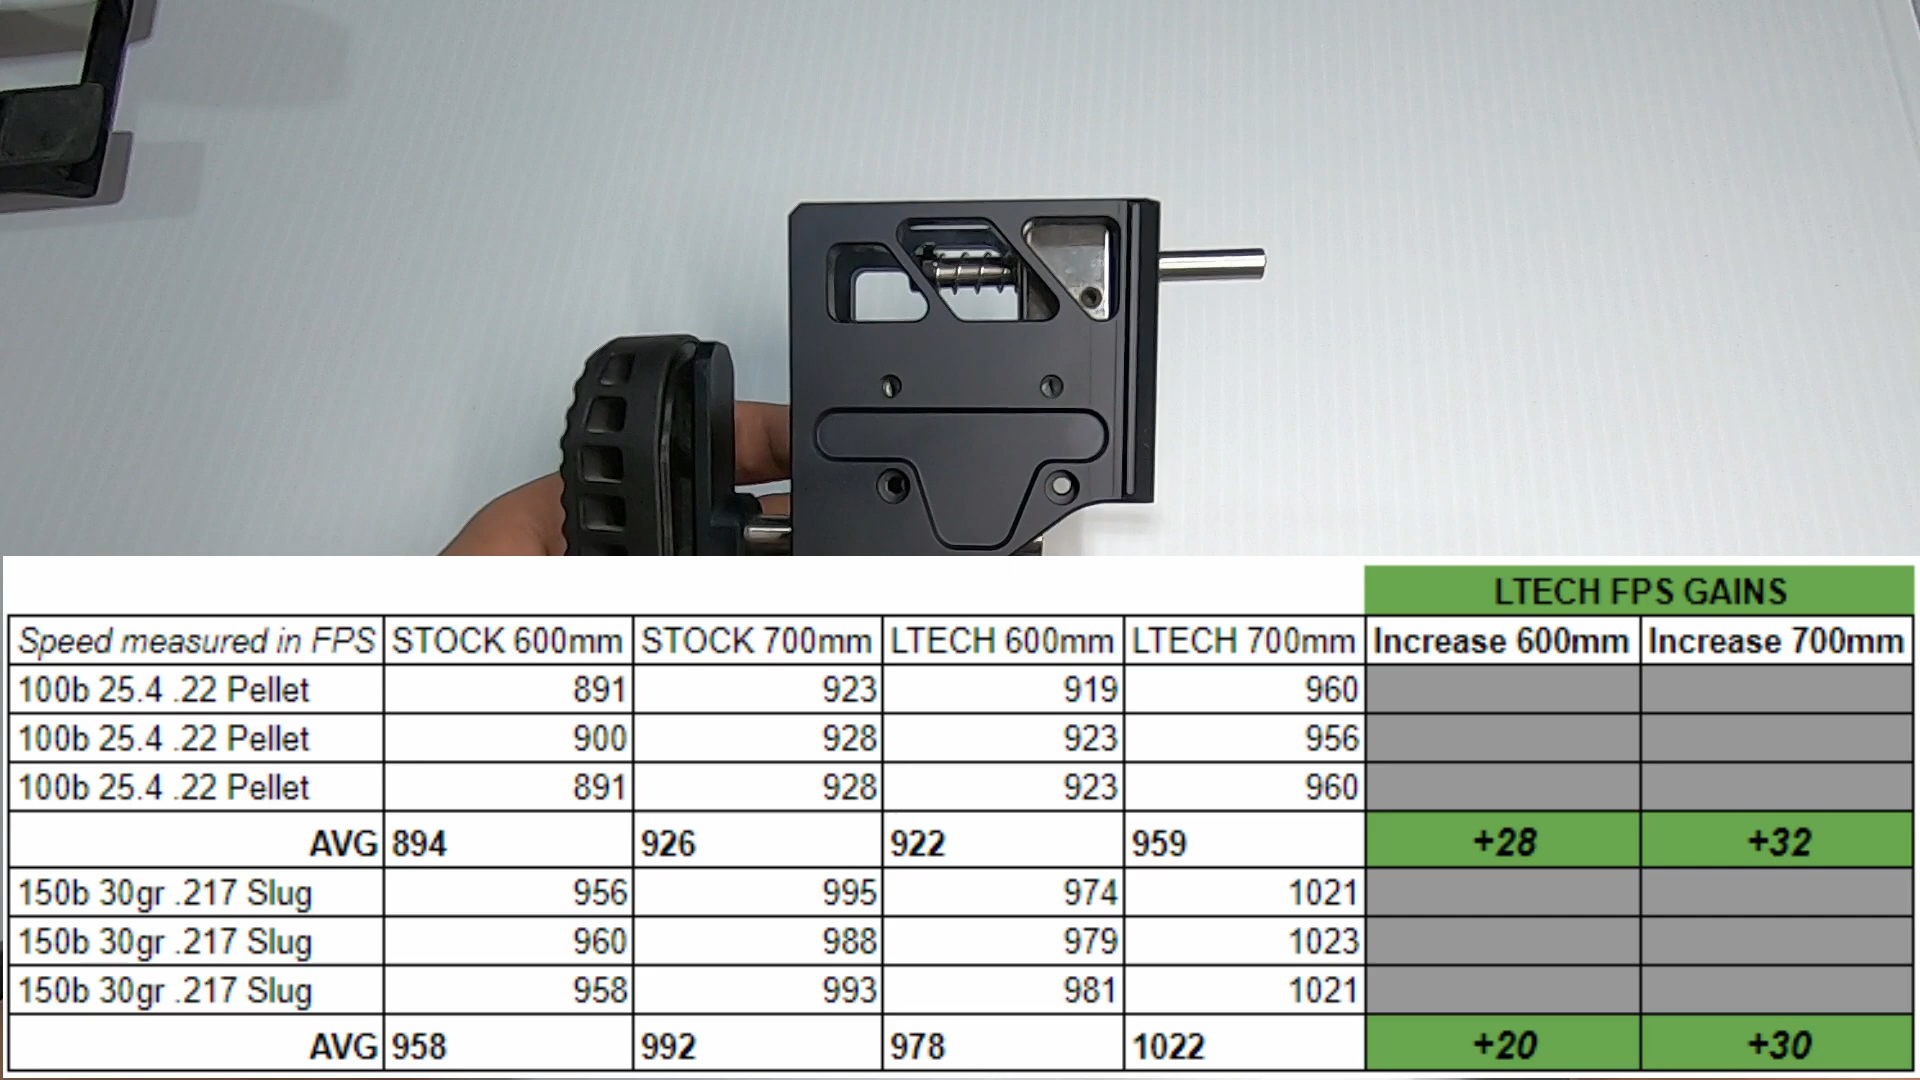 LTECH FPS GAINS
Speed measured in FPS STOCK 600mm STOCK 700mm LTECH 600mm LTECH 700mm Increase 600mm Increase 700mm
100b 25.4 .22 Pellet 891 923 919 960
100b 25.4 .22 Pellet 900 928 923 956
100b 25.4 .22 Pellet 891 928 923 960
AVG 894 926 922 959 +28 +32
150b 30gr .217 Slug 956 995 974 1021
150b 30gr .217 Slug 960 988 979 1023
150b 30gr .217 Slug 958 993 981 1021
AVG 958 992 978 1022 +20 +30